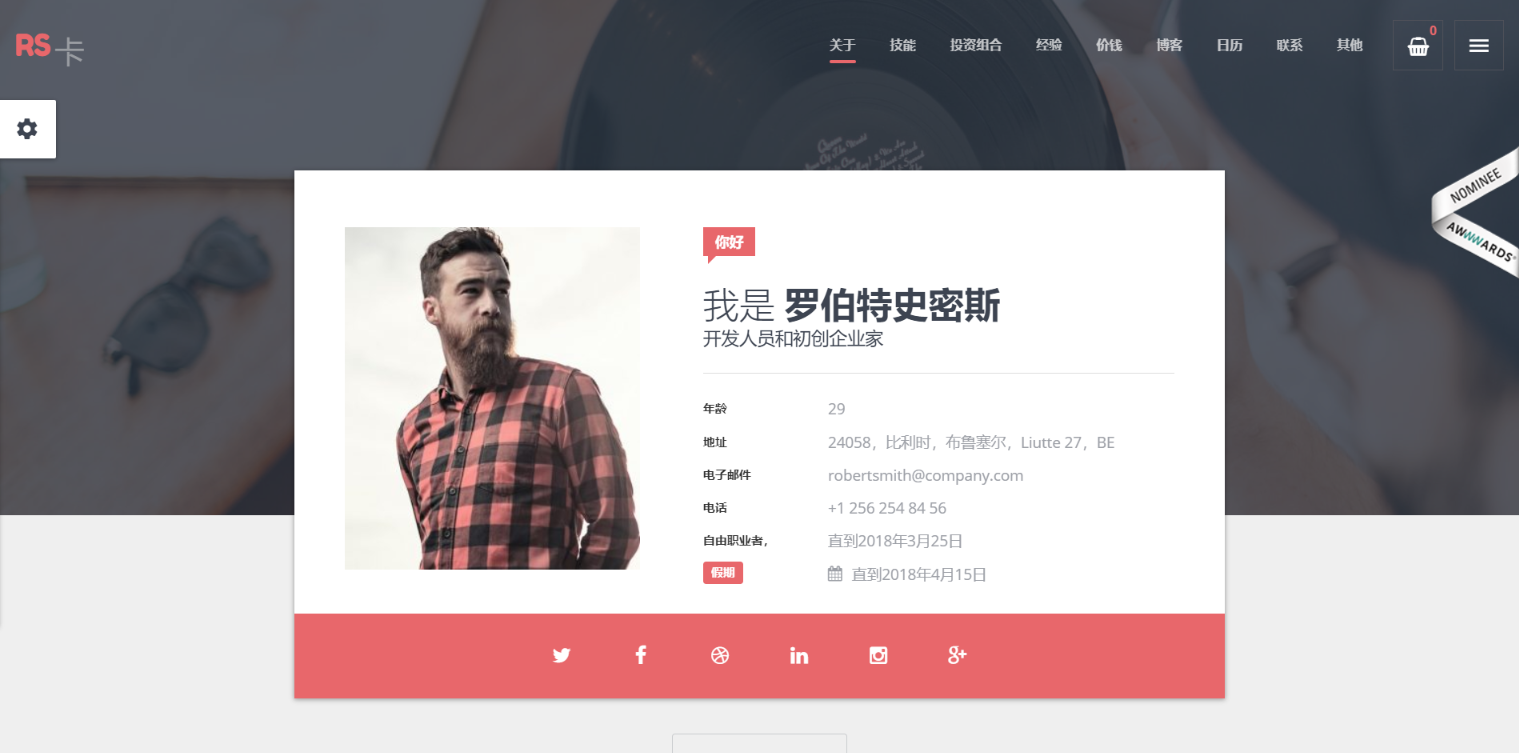 RS卡
关于 技能 投资组合 经验 价钱 博客 日历 联系 其他 0
NOMINEE
AWWWARDS®
你好
我是 罗伯特史密斯
开发人员和初创企业家
年龄 29
地址 24058，比利时，布鲁塞尔，Liutte 27，BE
电子邮件 robertsmith@company.com
电话 +1 256 254 84 56
自由职业者， 直到2018年3月25日
假期 直到2018年4月15日